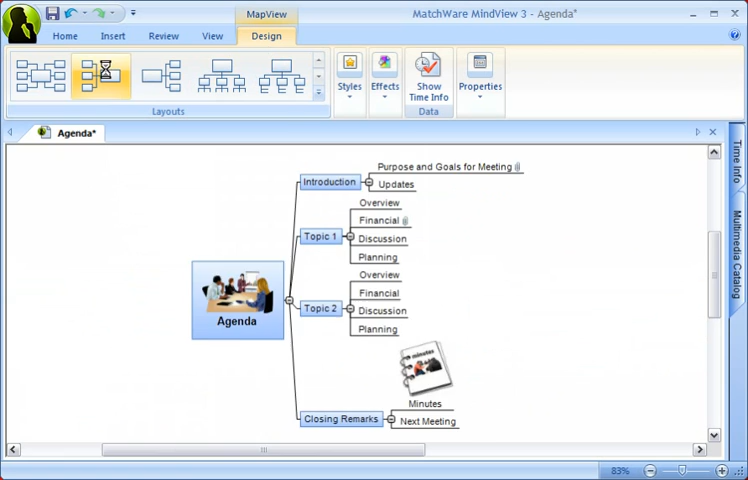 MapView
MatchWare MindView 3 - Agenda*
Home
Insert
Review
View
Design
Styles
Effects
Show
Time Info
Properties
Layouts
Data
Agenda*
Time Info
Multimedia Catalog
Purpose and Goals for Meeting
Introduction
Updates
Overview
Financial
Topic 1
Discussion
Planning
Overview
Financial
Topic 2
Discussion
Planning
Agenda
minutes
Minutes
Closing Remarks
Next Meeting
83%